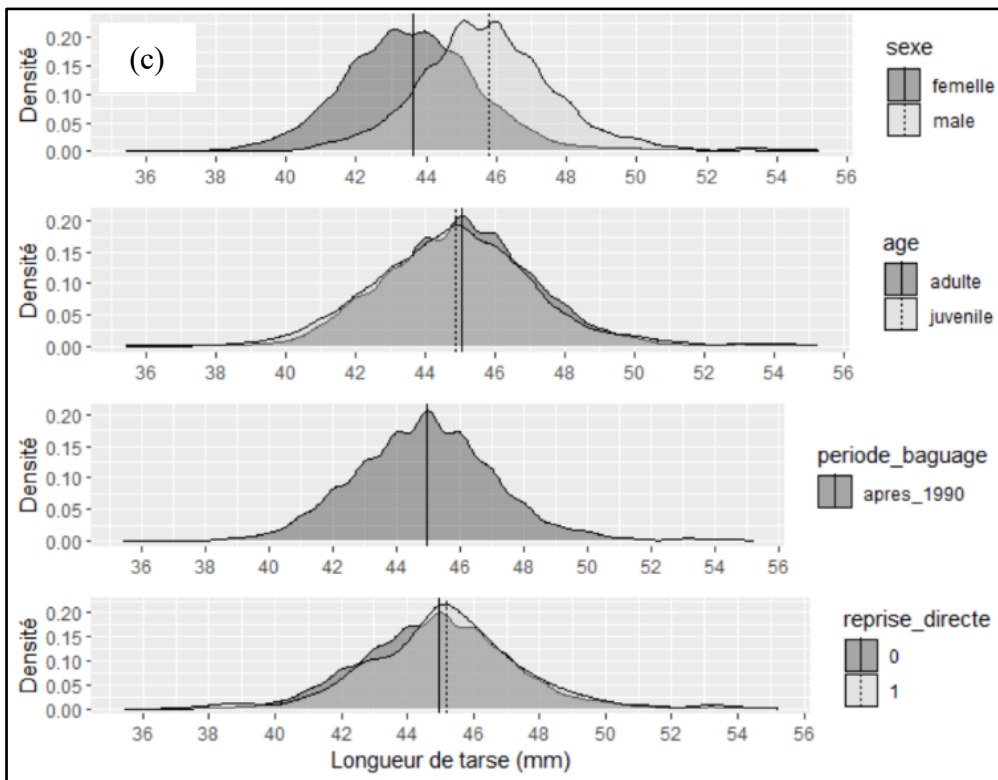 (c)
Densité
0.20
0.15
0.10
0.05
0.00
36 38 40 42 44 46 48 50 52 54 56
sexe
femelle
male
Densité
0.20
0.15
0.10
0.05
0.00
36 38 40 42 44 46 48 50 52 54 56
age
adulte
juvenile
Densité
0.20
0.15
0.10
0.05
0.00
36 38 40 42 44 46 48 50 52 54 56
periode_baguage
apres_1990
Densité
0.20
0.15
0.10
0.05
0.00
36 38 40 42 44 46 48 50 52 54 56
Longueur de tarse (mm)
reprise_directe
0
1